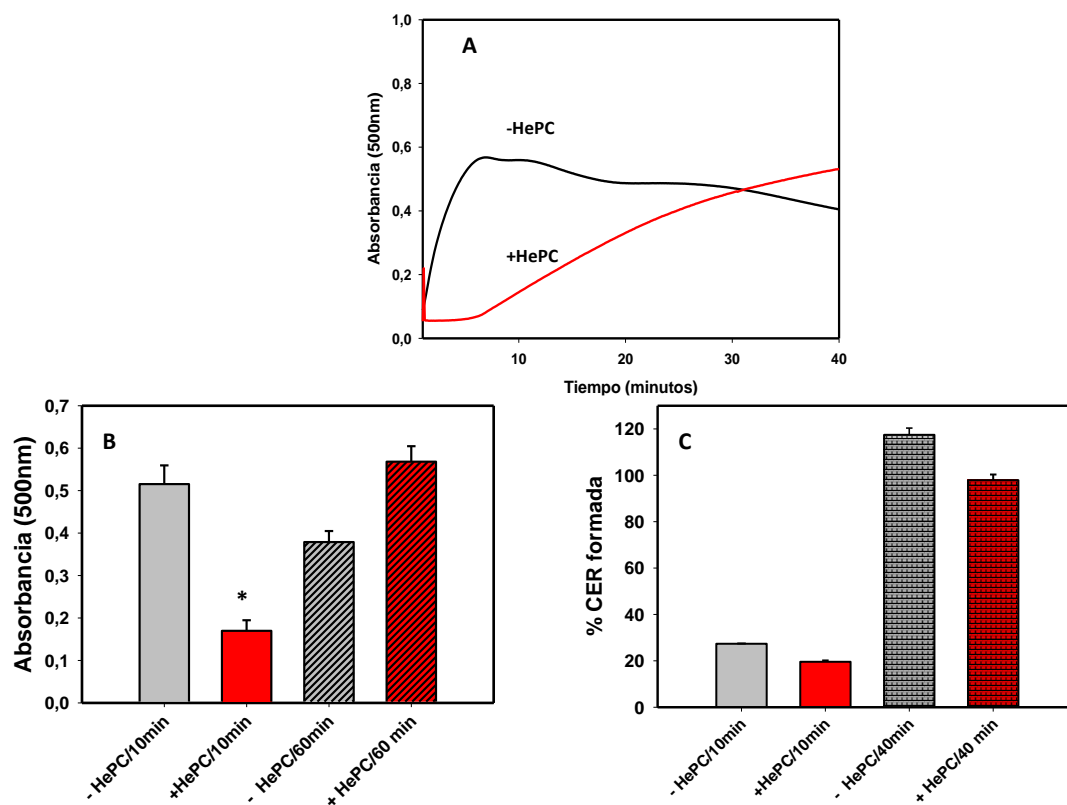 A
Absorbancia (500nm)
1,0
0,8
0,6
0,4
0,2
0,0
-HePC
+HePC
10
20
30
40
Tiempo (minutos)
B
Absorbancia (500nm)
0,7
0,6
0,5
0,4
0,3
0,2
0,1
0,0
*
- HePC/10min
+HePC/10min
- HePC/60min
+ HePC/60 min
C
% CER formada
120
100
80
60
40
20
0
- HePC/10min
+HePC/10min
- HePC/40min
+ HePC/40 min